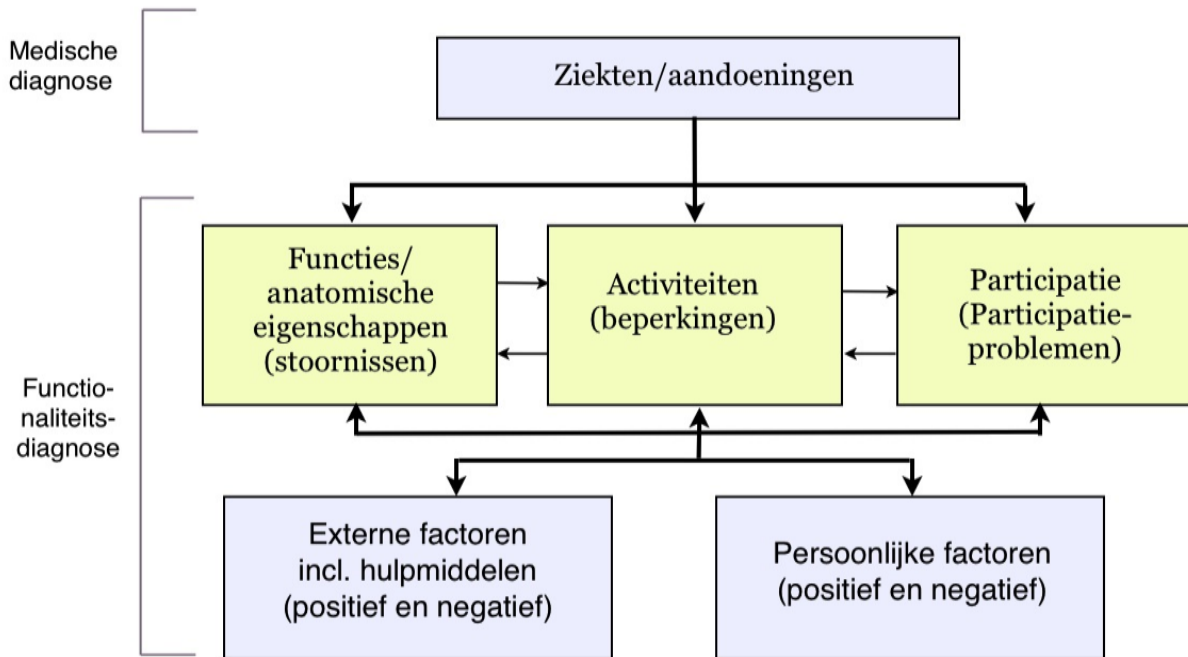 Medische
diagnose
Ziekten/aandoeningen
Functies/
anatomische
eigenschappen
(stoornissen)
Activiteiten
(beperkingen)
Participatie
(Participatie-
problemen)
Functio-
naliteits-
diagnose
Externe factoren
incl. hulpmiddelen
(positief en negatief)
Persoonlijke factoren
(positief en negatief)